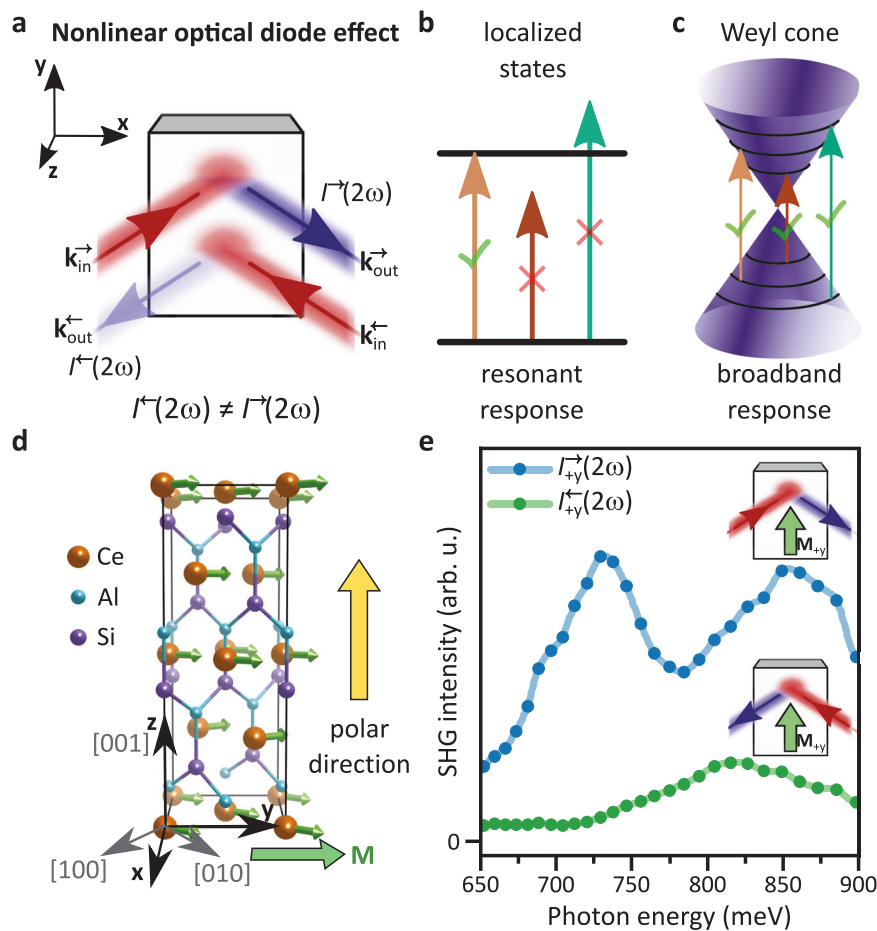 a Nonlinear optical diode effect
y
x
z
I→(2ω)
k→in
k→out
k←out
k←in
I←(2ω)
I←(2ω) ≠ I→(2ω)
b localized
states
resonant
response
c Weyl cone
broadband
response
d
Ce
Al
Si
polar
direction
z
[001]
y
[100]
x
[010]
M
e
I→+y(2ω)
I←+y(2ω)
M+y
M+y
SHG intensity (arb. u.)
0
650 700 750 800 850 900
Photon energy (meV)